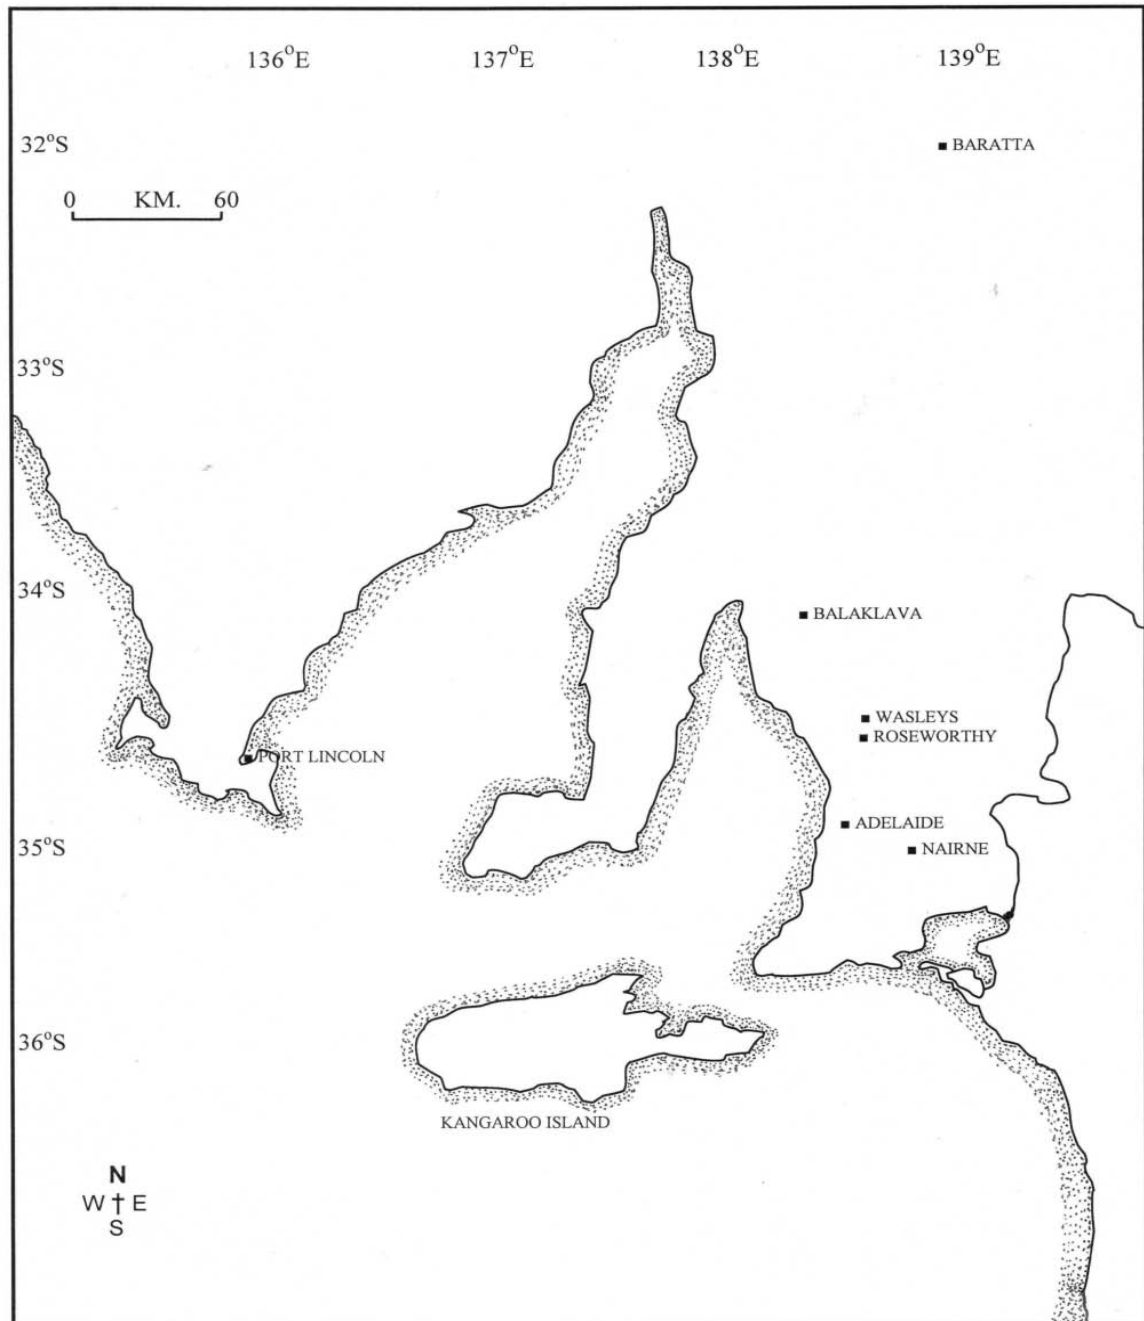 136°E 137°E 138°E 139°E
32°S
BARATTA
0 KM. 60
33°S
34°S
BALAKLAVA
WASLEYS
ROSEWORTHY
PORT LINCOLN
ADELAIDE
35°S
NAIRNE
36°S
KANGAROO ISLAND
N
W E
S